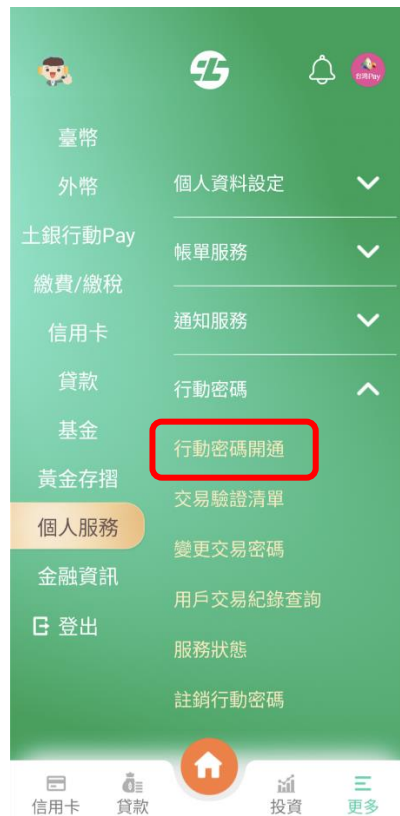 台灣Pay
臺幣
外幣
土銀行動Pay
繳費/繳稅
信用卡
貸款
基金
黃金存摺
個人服務
金融資訊
登出
個人資料設定
帳單服務
通知服務
行動密碼
行動密碼開通
交易驗證清單
變更交易密碼
用戶交易紀錄查詢
服務狀態
註銷行動密碼
信用卡
貸款
投資
更多